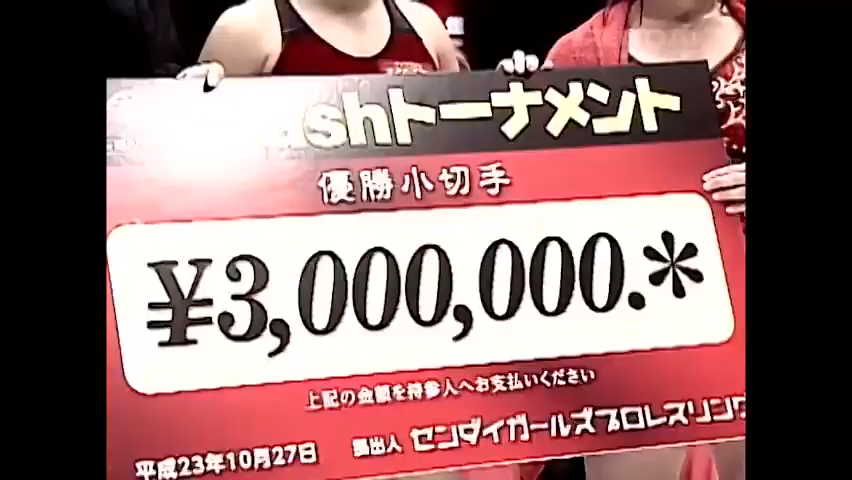 ashトーナメント
優勝小切手
¥3,000,000.*
上記の金額を持参人へお支払いください
平成23年10月27日 振出人 センダイガールズプロレスリング